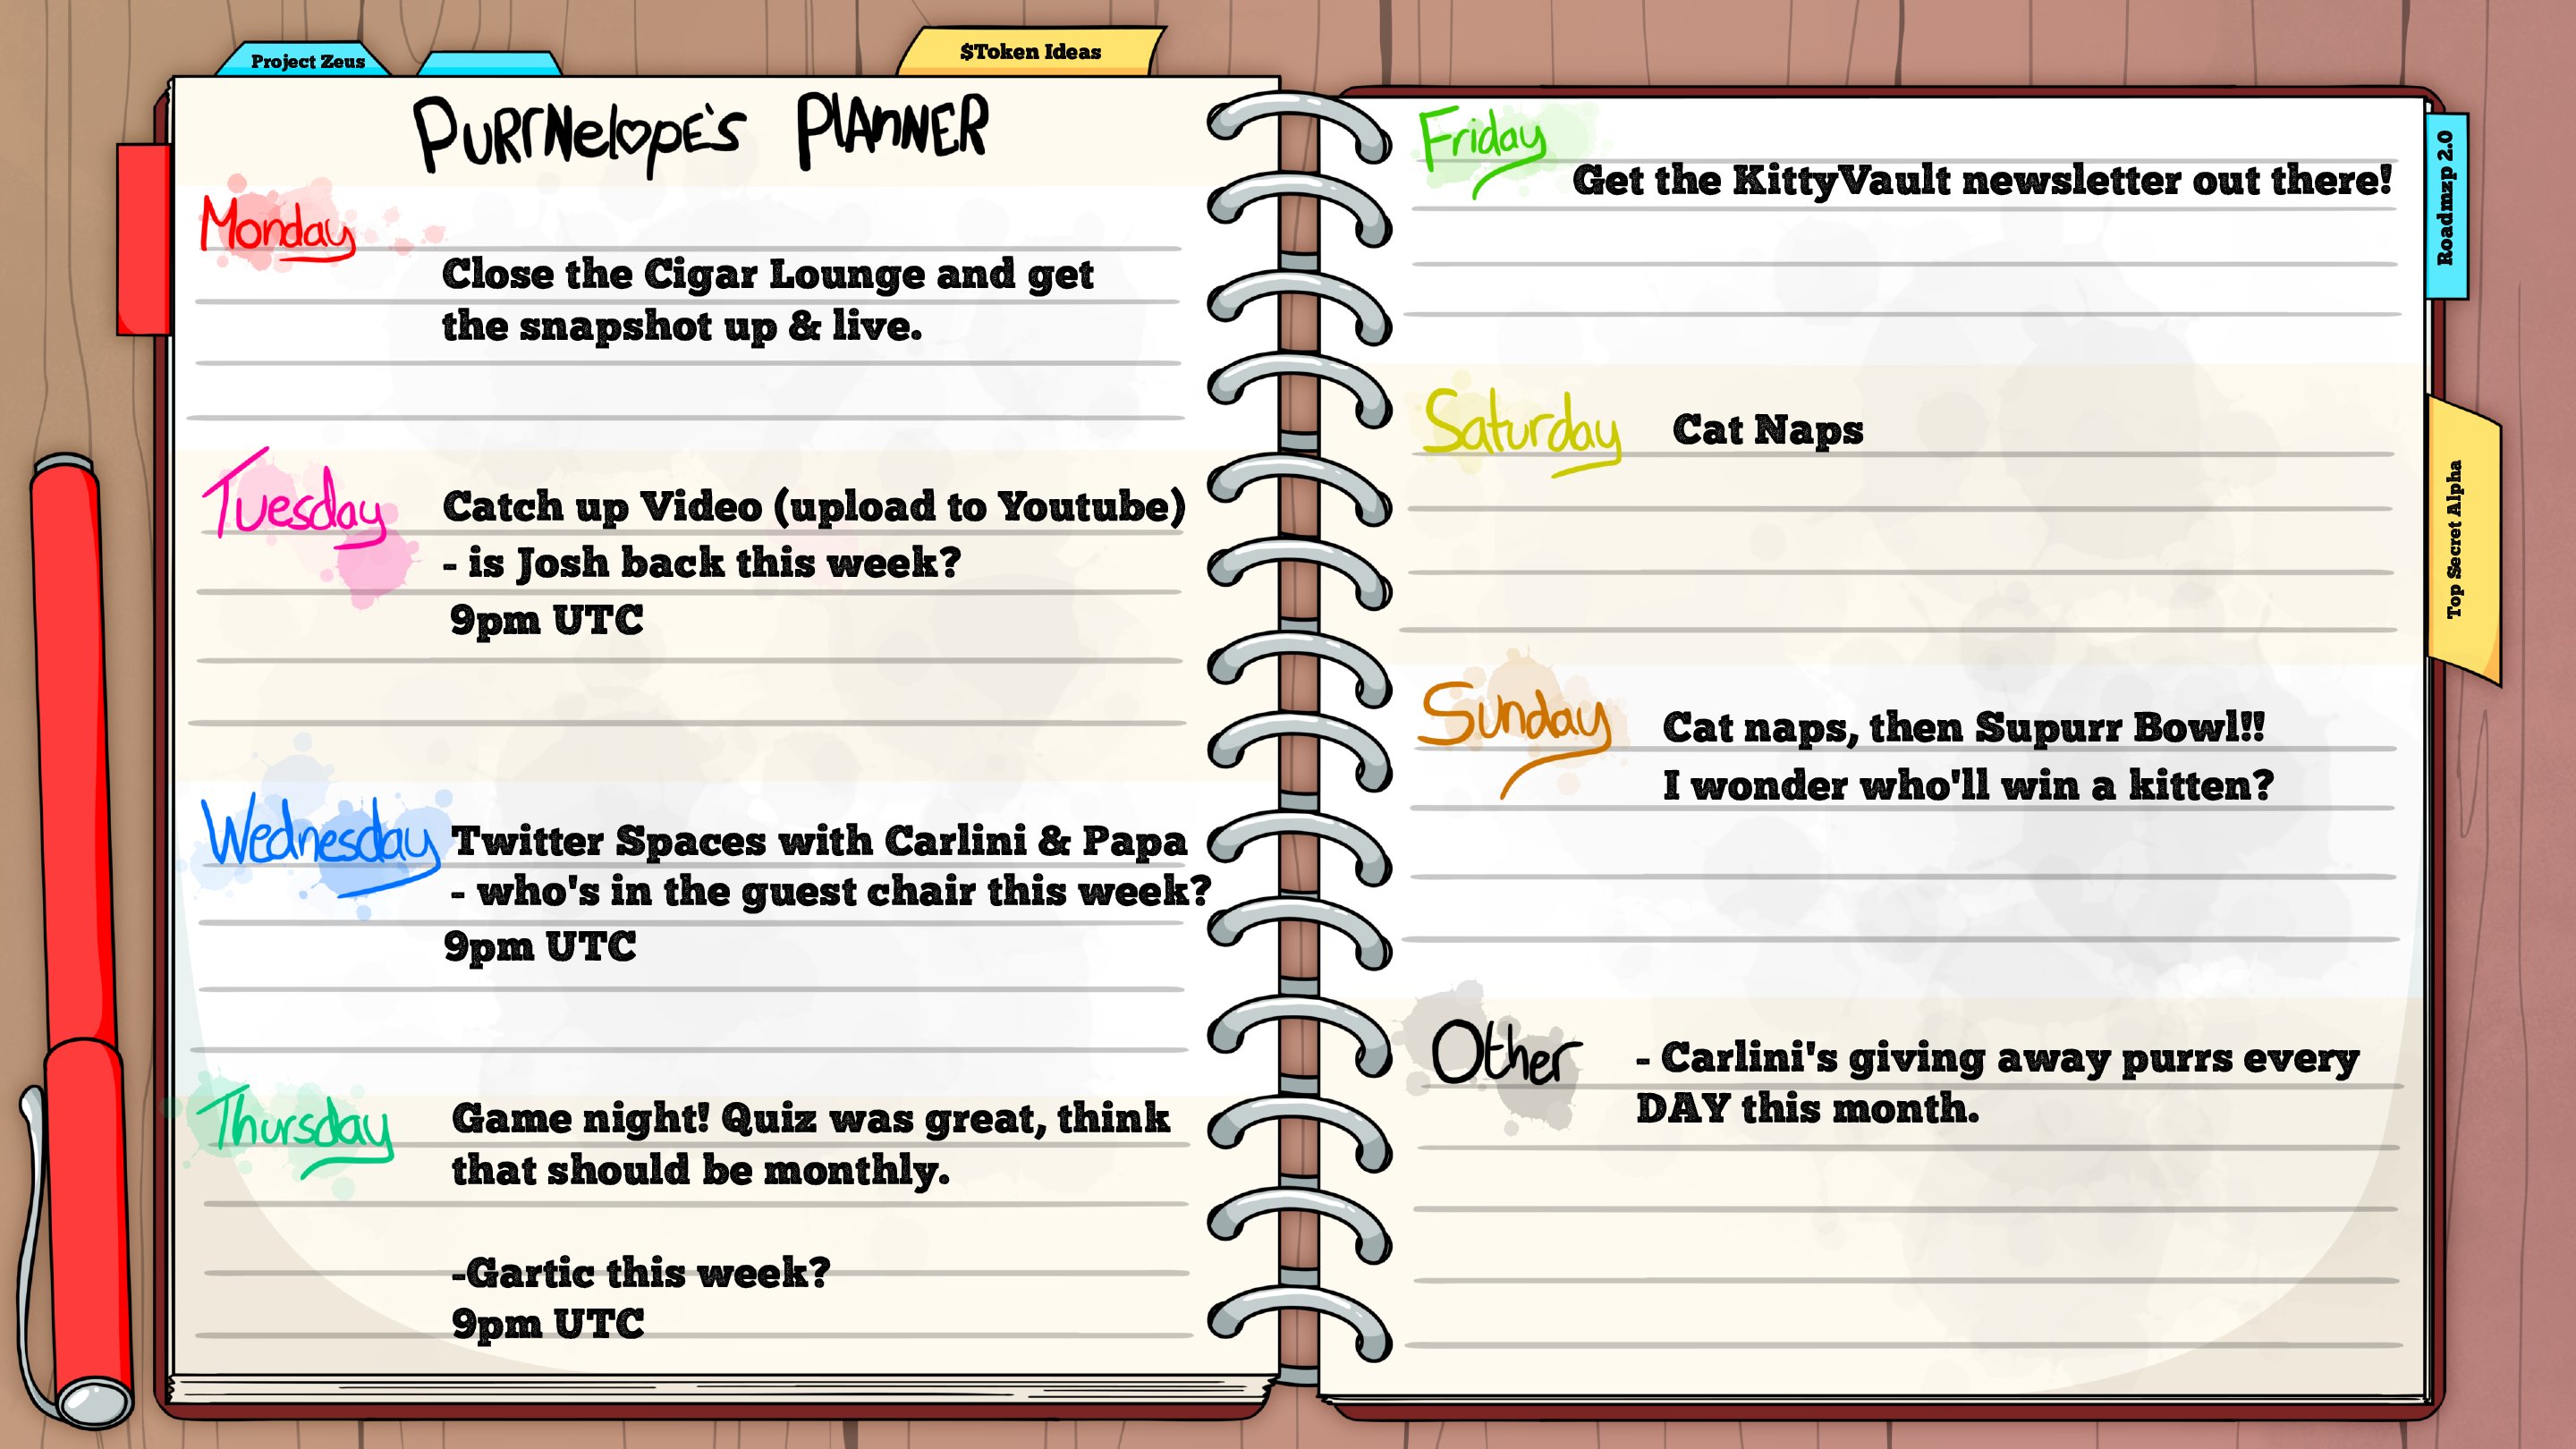 Project Zeus
$Token Ideas
PURRNelOPE'S PlAnNER
Monday
Close the Cigar Lounge and get
the snapshot up & live.
Tuesday
Catch up Video (upload to Youtube)
- is Josh back this week?
9pm UTC
Wednesday
Twitter Spaces with Carlini & Papa
- who's in the guest chair this week?
9pm UTC
Thursday
Game night! Quiz was great, think
that should be monthly.
-Gartic this week?
9pm UTC
Friday
Get the KittyVault newsletter out there!
Saturday
Cat Naps
Sunday
Cat naps, then Supurr Bowl!!
I wonder who'll win a kitten?
Other
- Carlini's giving away purrs every
DAY this month.
Roadmzp 2.0
Top Secret Alpha